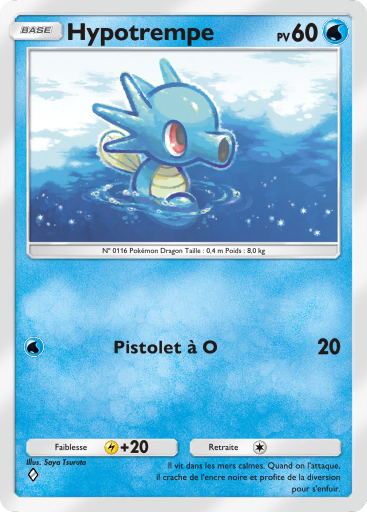 BASE
Hypotrempe
PV 60
N° 0116 Pokémon Dragon Taille : 0,4 m Poids : 8,0 kg
Pistolet à O 20
Faiblesse +20 Retraite
Illus. Saya Tsuruta
Il vit dans les mers calmes. Quand on l'attaque,
il crache de l'encre noire et profite de la diversion
pour s'enfuir.